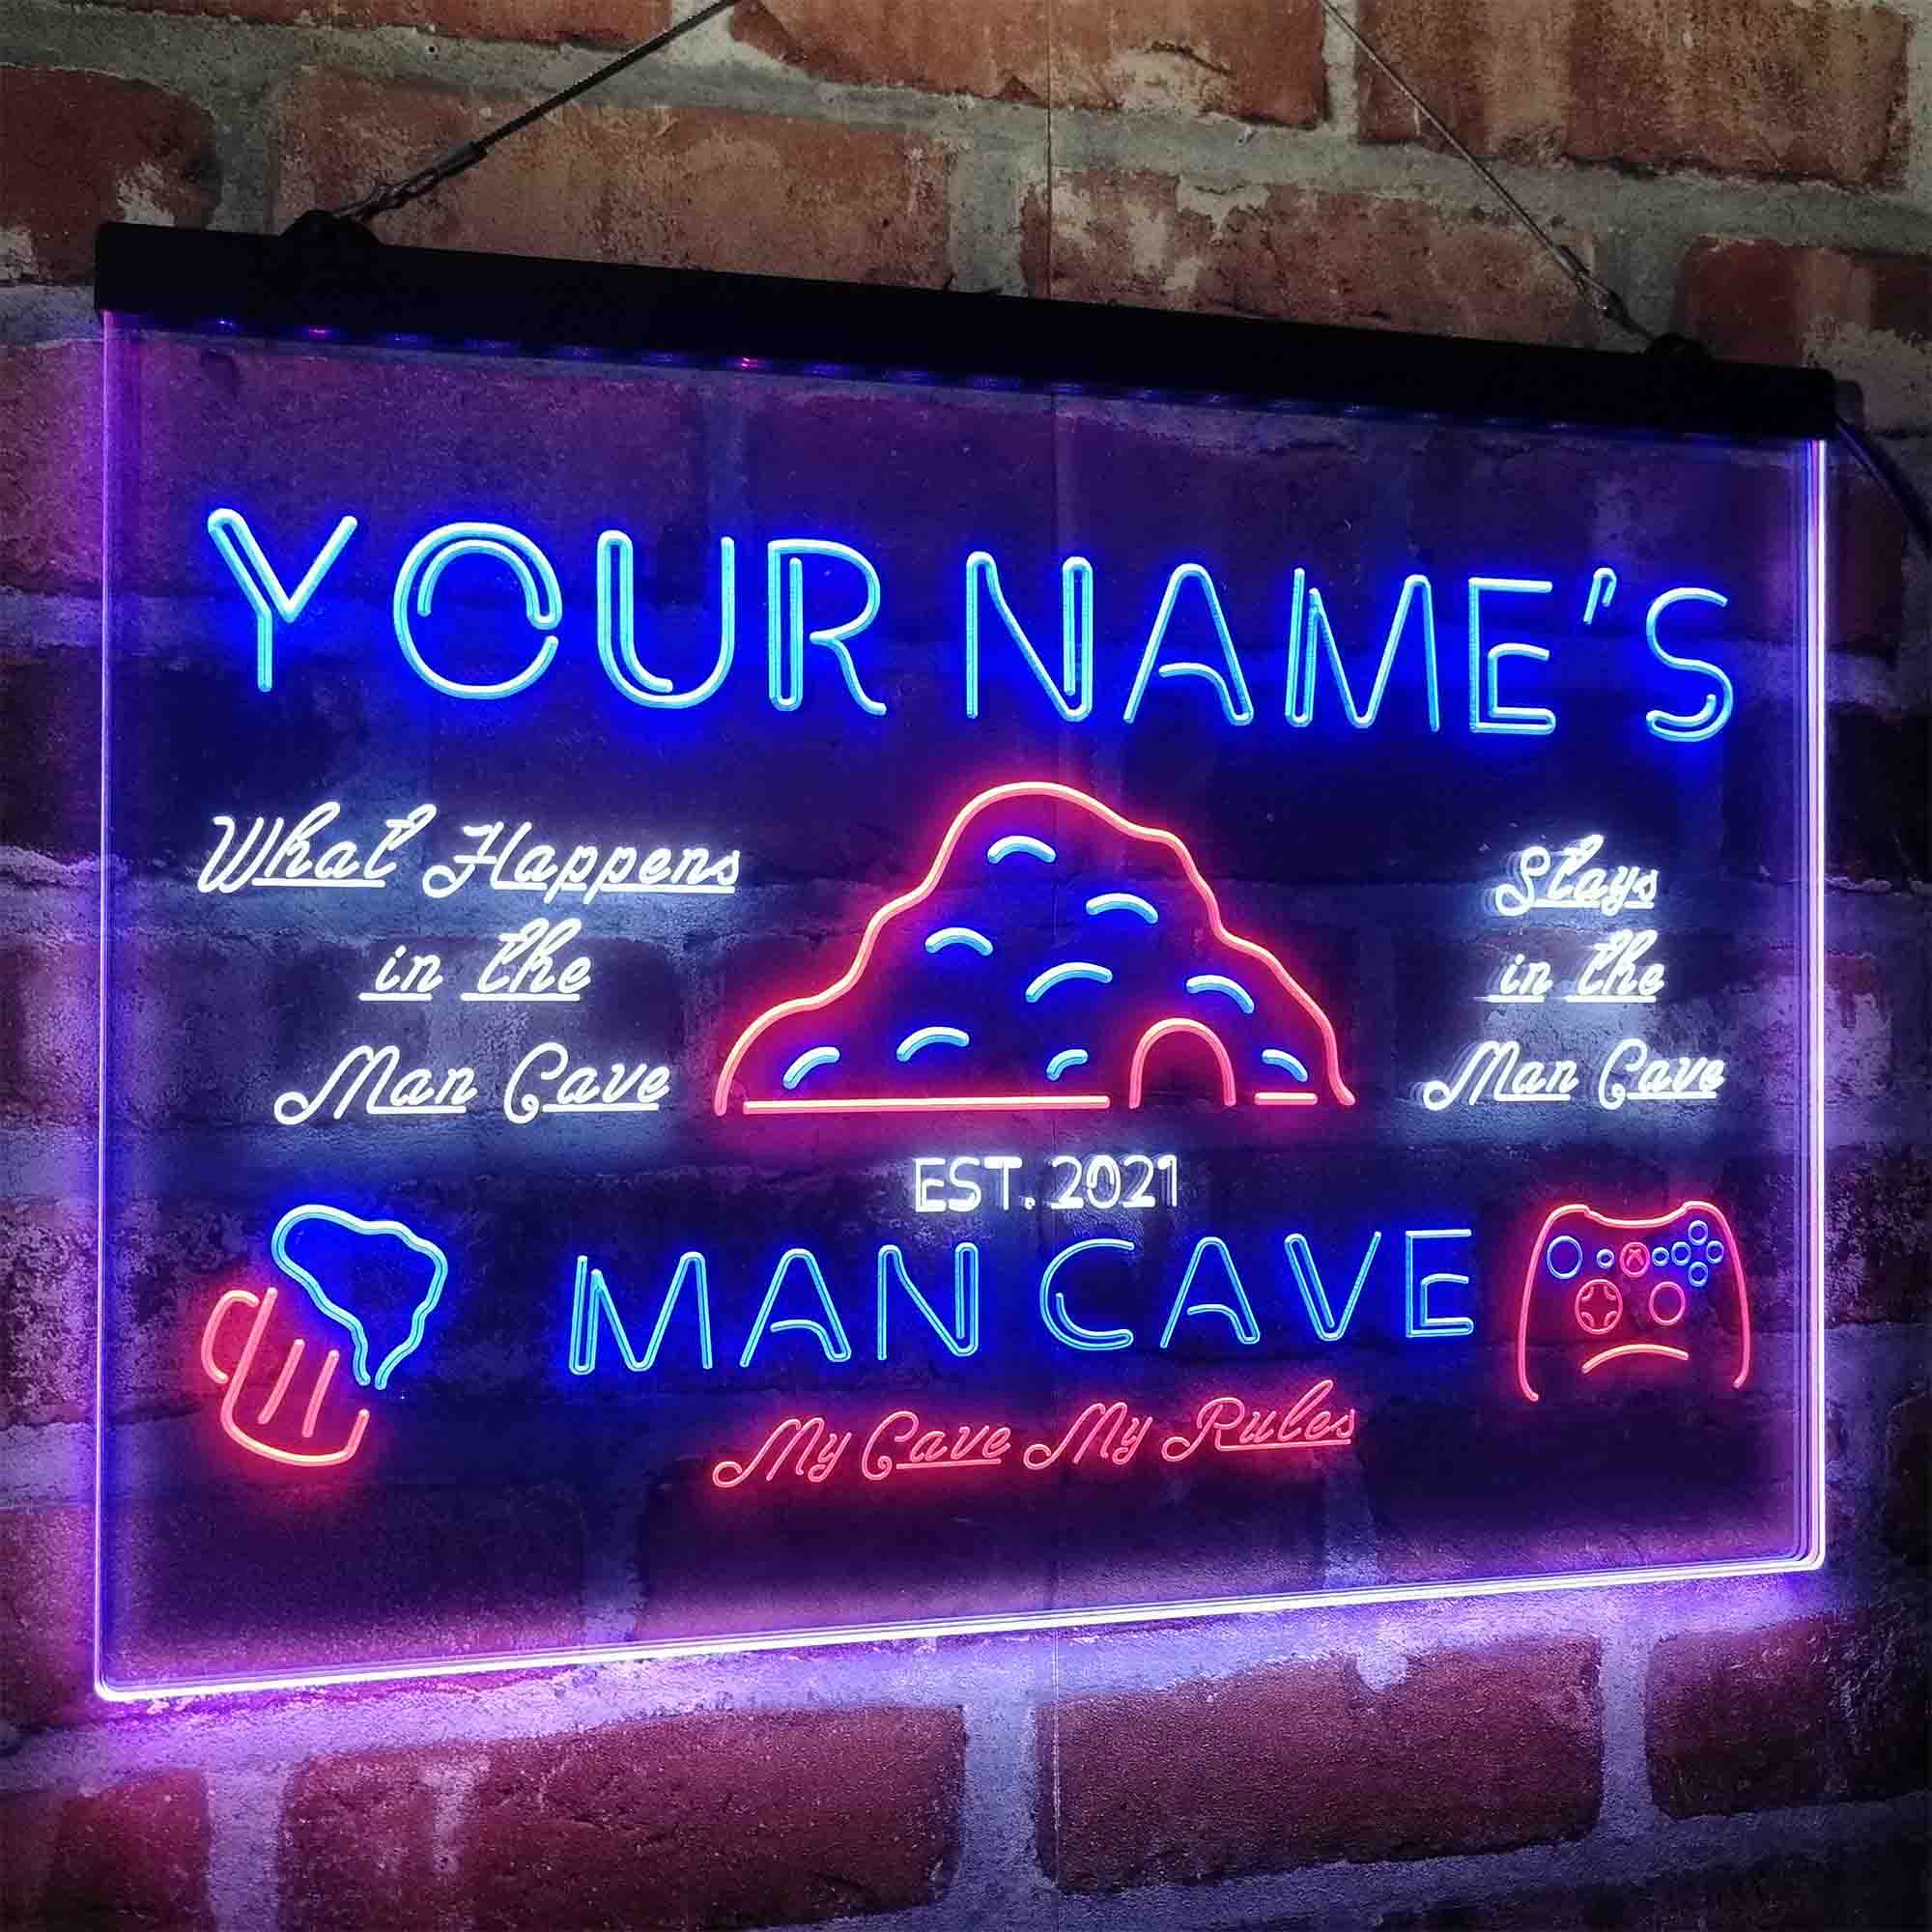 YOUR NAME'S
What Happens
in the
Man Cave
Stays
in the
Man Cave
EST. 2021
MAN CAVE
My Cave My Rules